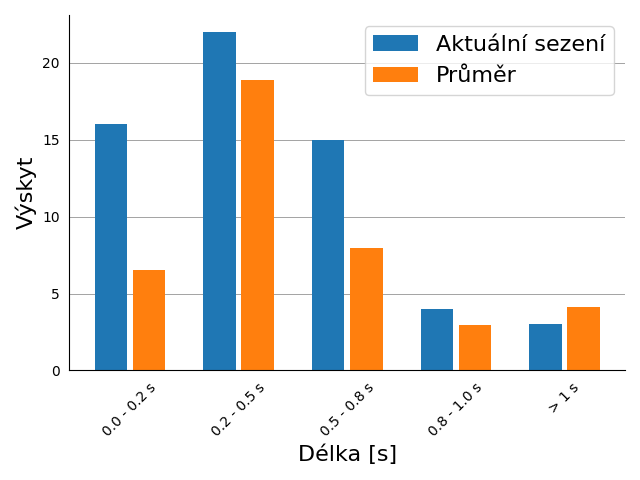 Aktuální sezení
Průměr
Výskyt
20
15
10
5
0
0.0 - 0.2 s
0.2 - 0.5 s
0.5 - 0.8 s
0.8 - 1.0 s
> 1 s
Délka [s]